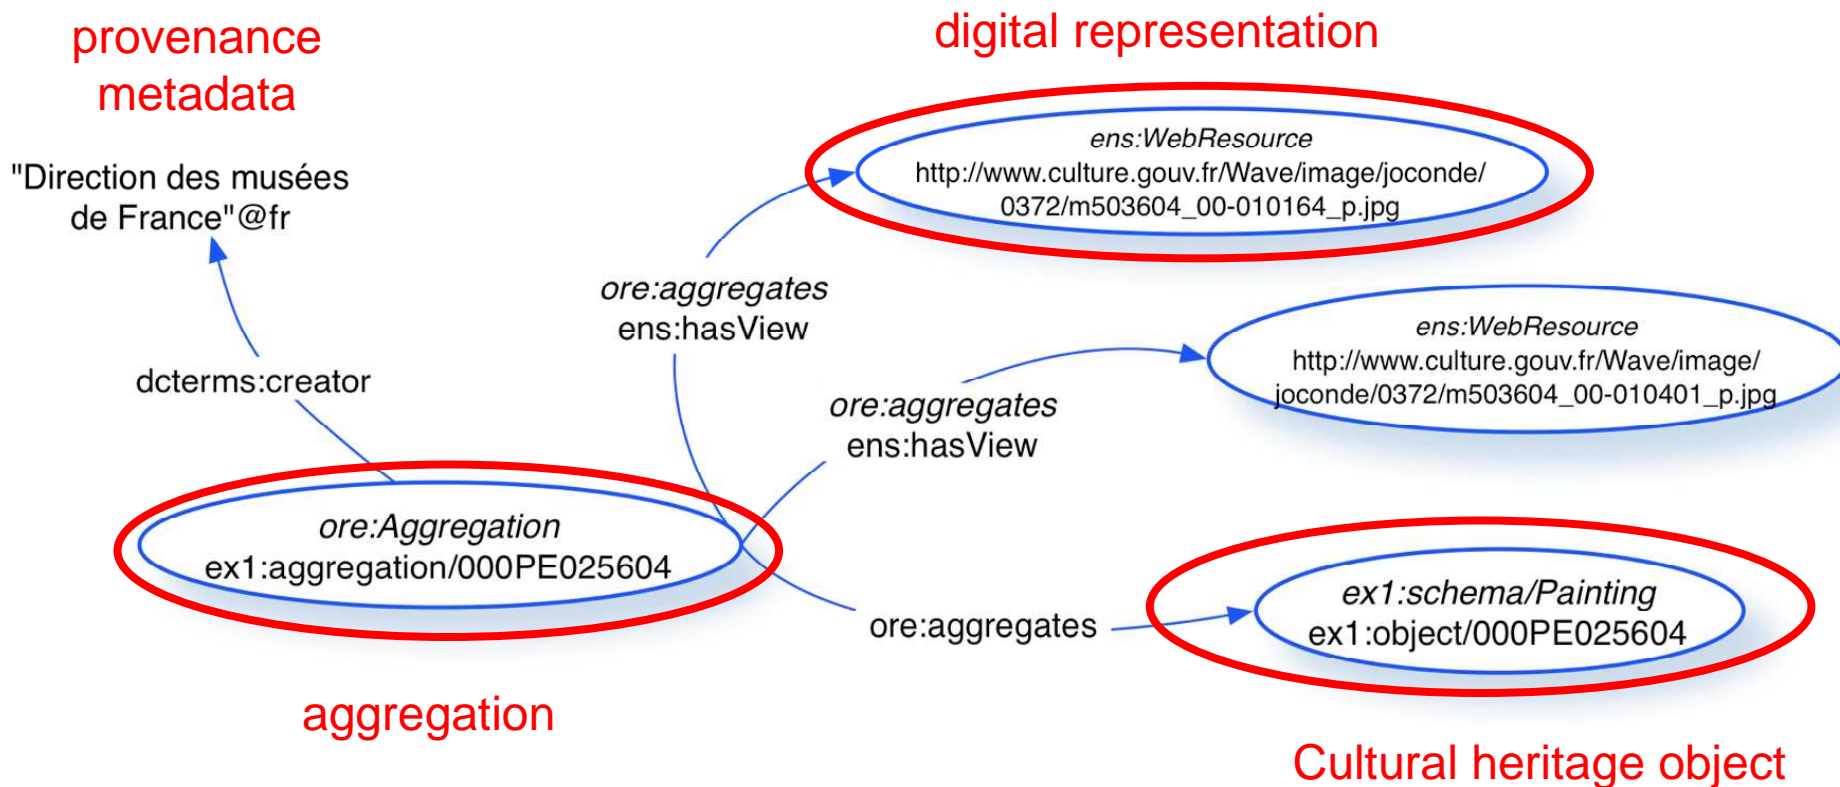 provenance
metadata
digital representation
"Direction des musées
de France"@fr
ens:WebResource
http://www.culture.gouv.fr/Wave/image/joconde/
0372/m503604_00-010164_p.jpg
ore:aggregates
ens:hasView
ens:WebResource
http://www.culture.gouv.fr/Wave/image/
joconde/0372/m503604_00-010401_p.jpg
dcterms:creator
ore:aggregates
ens:hasView
ore:Aggregation
ex1:aggregation/000PE025604
ore:aggregates
ex1:schema/Painting
ex1:object/000PE025604
aggregation
Cultural heritage object